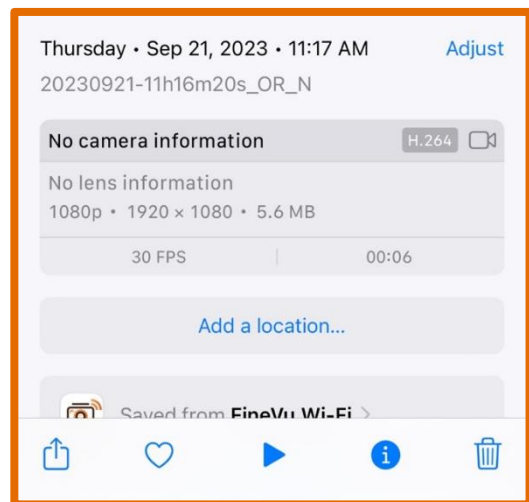 Thursday • Sep 21, 2023 • 11:17 AM Adjust
20230921-11h16m20s_OR_N
No camera information H.264
No lens information
1080p • 1920 × 1080 • 5.6 MB
30 FPS 00:06
Add a location...
Saved from FineVu Wi-Fi